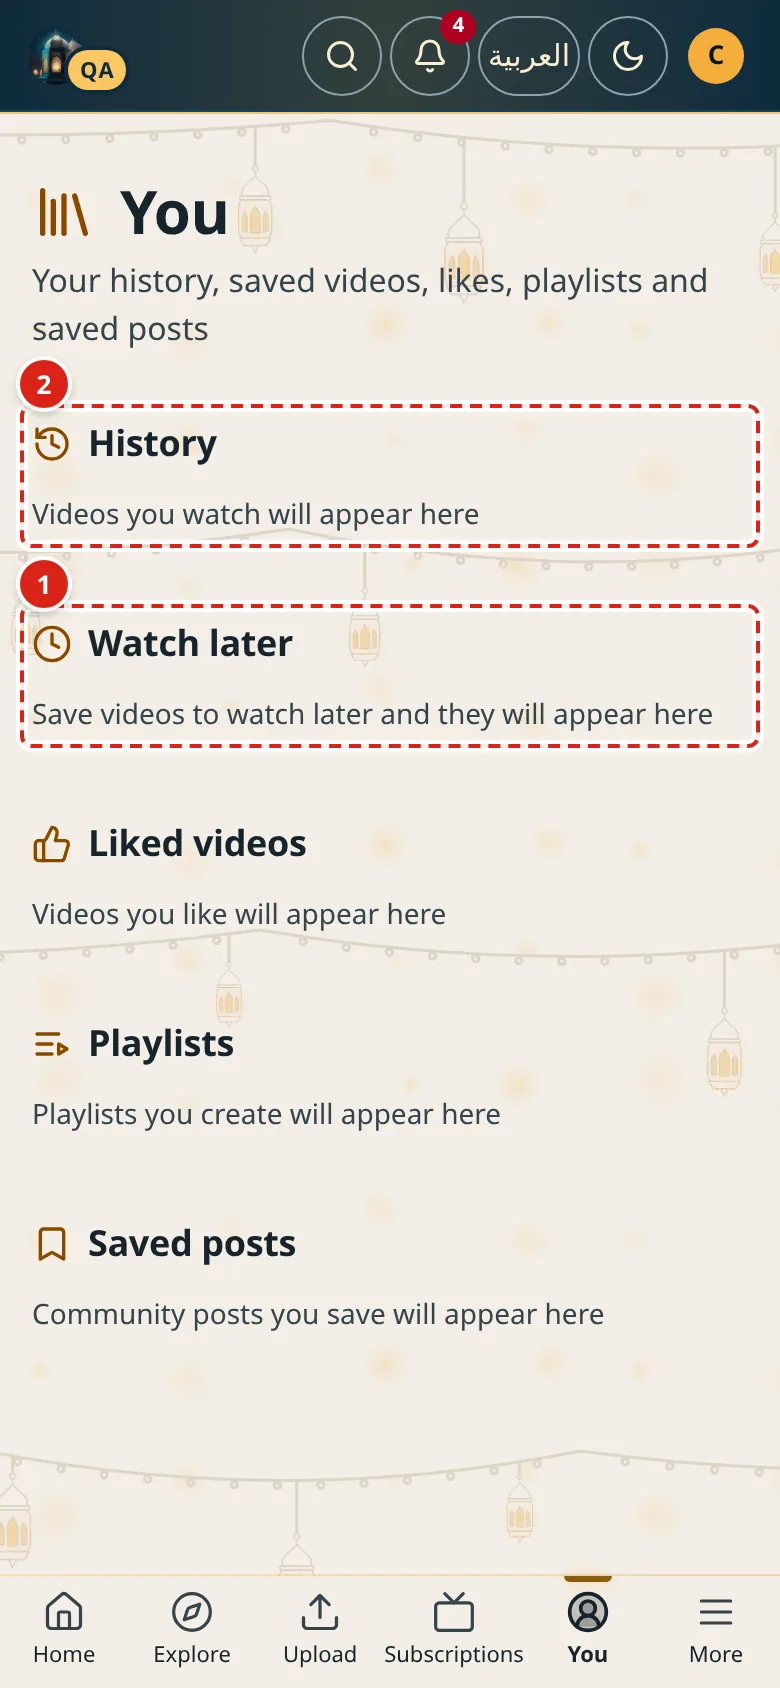 QA
4
العربية
C
You
Your history, saved videos, likes, playlists and
saved posts
2
History
Videos you watch will appear here
1
Watch later
Save videos to watch later and they will appear here
Liked videos
Videos you like will appear here
Playlists
Playlists you create will appear here
Saved posts
Community posts you save will appear here
Home Explore Upload Subscriptions You More